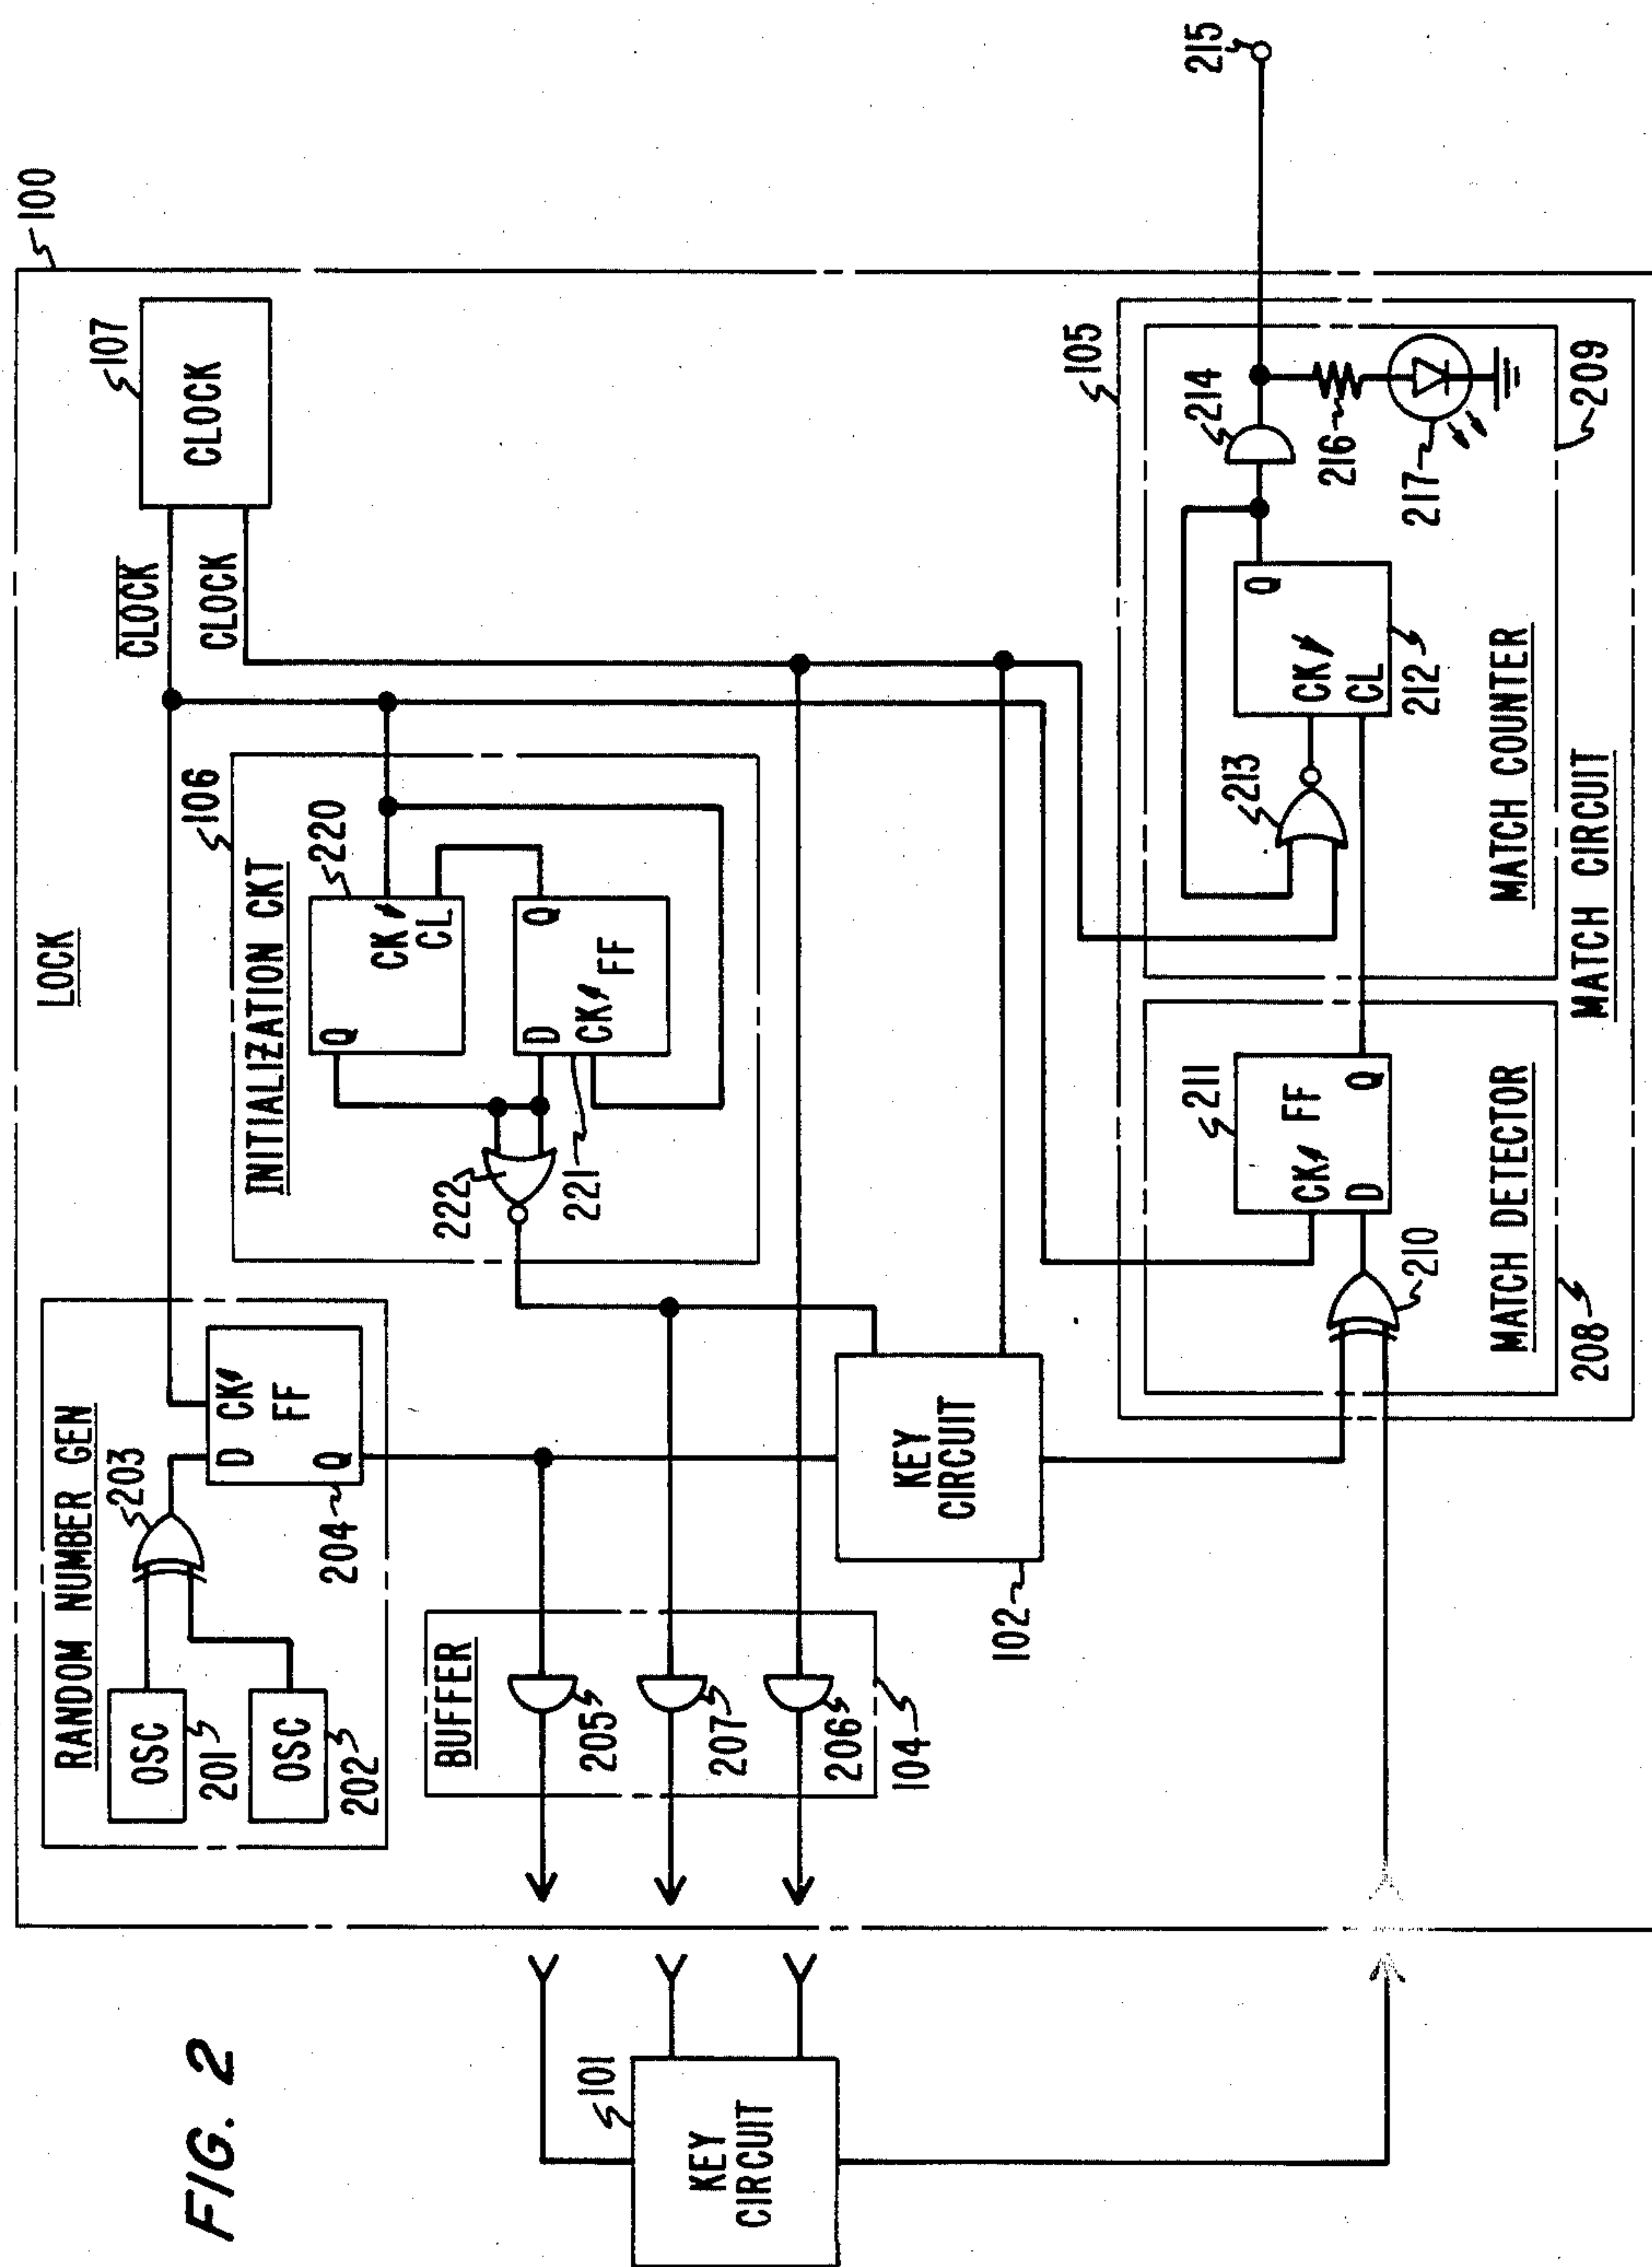 FIG. 2
LOCK
100
RANDOM NUMBER GEN
OSC
201
OSC
202
203
D CK
FF
Q
204
INITIALIZATION CKT
106
220
Q
CK
CL
D
Q
CK FF
221
222
CLOCK
107
CLOCK
CLOCK
BUFFER
205
207
206
104
KEY
CIRCUIT
101
KEY
CIRCUIT
102
MATCH DETECTOR
208
210
211
CK FF
D
Q
MATCH COUNTER
209
212
213
CK
CL
Q
214
216
217
215
MATCH CIRCUIT
105